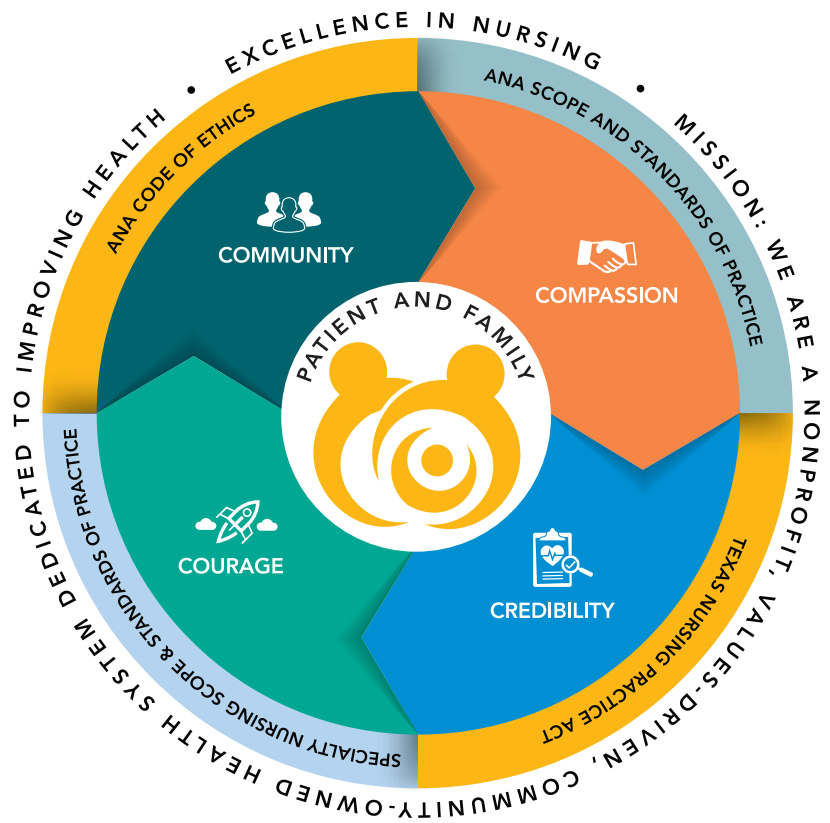 EXCELLENCE IN NURSING
•
MISSION: WE ARE A NONPROFIT, VALUES-DRIVEN, COMMUNITY-OWNED HEALTH SYSTEM DEDICATED TO IMPROVING HEALTH
•
ANA CODE OF ETHICS
ANA SCOPE AND STANDARDS OF PRACTICE
TEXAS NURSING PRACTICE ACT
SPECIALTY NURSING SCOPE & STANDARDS OF PRACTICE
COMMUNITY
COMPASSION
CREDIBILITY
COURAGE
PATIENT AND FAMILY